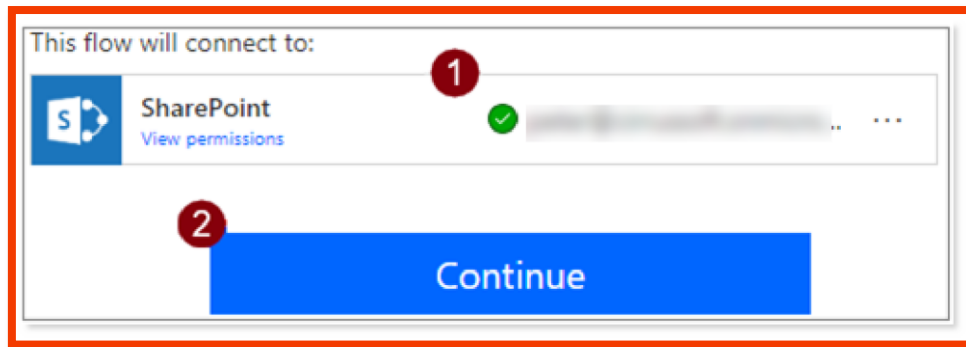 This flow will connect to:
1
S
SharePoint
View permissions
...
2
Continue